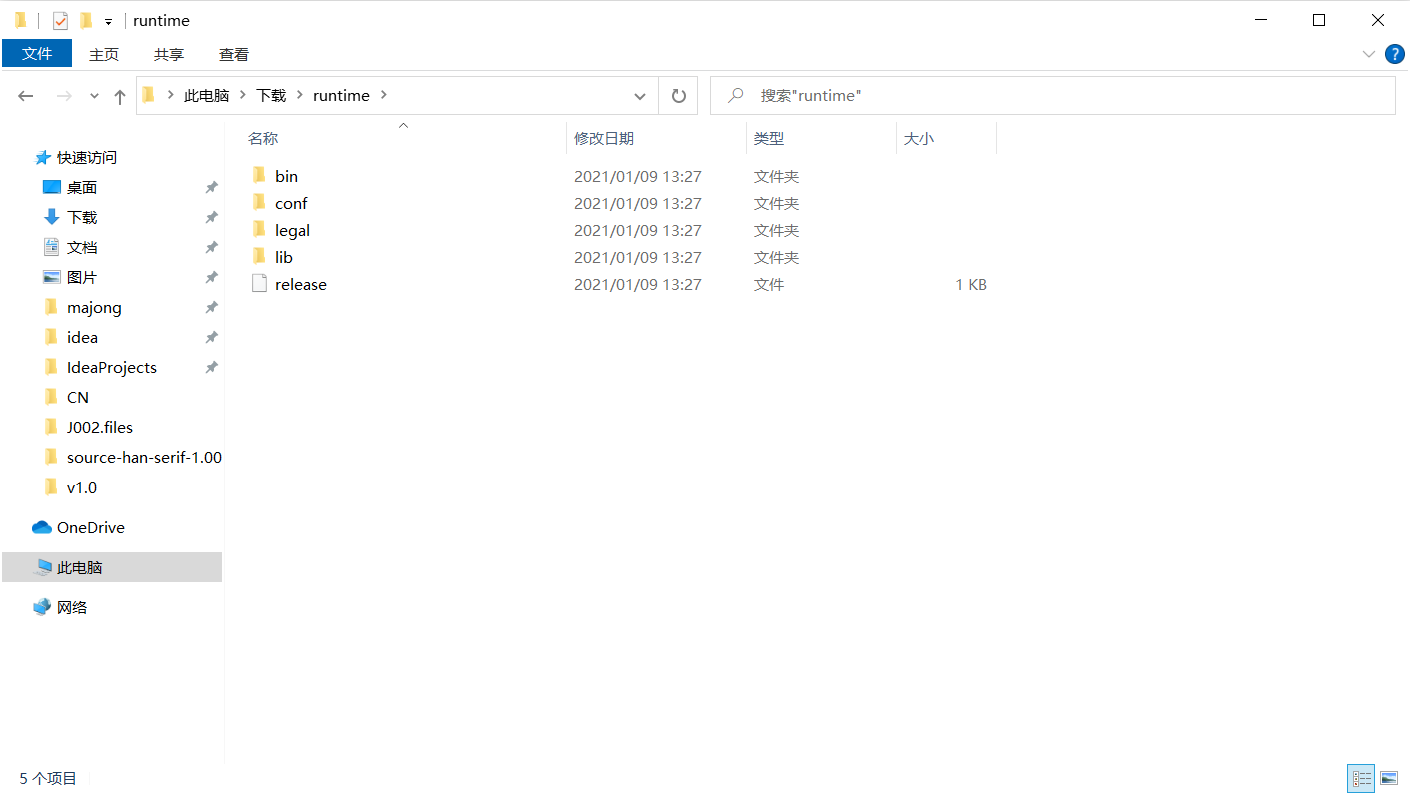 runtime
文件 主页 共享 查看
此电脑 下载 runtime 搜索"runtime"
名称 修改日期 类型 大小
快速访问
桌面
下载
文档
图片
majong
idea
IdeaProjects
CN
J002.files
source-han-serif-1.00
v1.0
OneDrive
此电脑
网络
bin 2021/01/09 13:27 文件夹
conf 2021/01/09 13:27 文件夹
legal 2021/01/09 13:27 文件夹
lib 2021/01/09 13:27 文件夹
release 2021/01/09 13:27 文件 1 KB
5 个项目